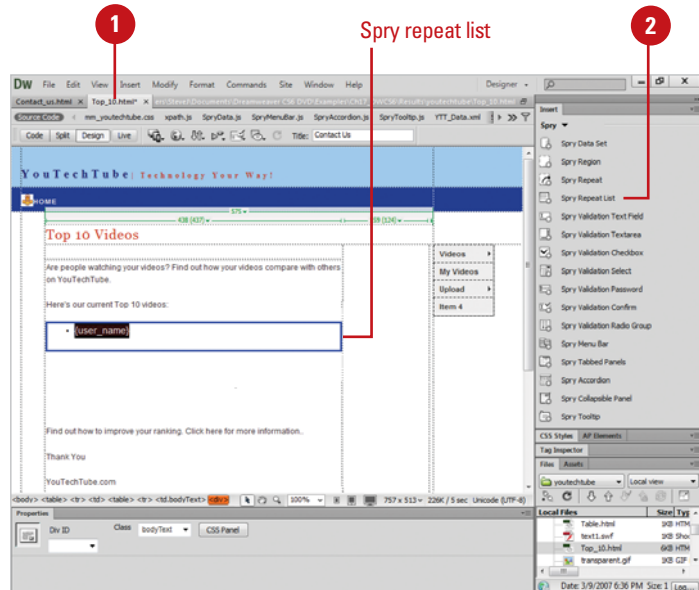 1
Spry repeat list
2
DW File Edit View Insert Modify Format Commands Site Window Help Designer
Contact_us.html × Top_10.html* ×
Source Code mm_youtechtube.css xpath.js SpryData.js SpryMenuBar.js SpryAccordion.js SpryTooltip.js YTT_Data.xml
Code Split Design Live Title: Contact Us
YouTechTube| Technology Your Way!
HOME
575
438 (437)
Top 10 Videos
Are people watching your videos? Find out how your videos compare with others
on YouTechTube.
Here's our current Top 10 videos:
• {user_name}
Find out how to improve your ranking. Click here for more information..
Thank You
YouTechTube.com
Videos
My Videos
Upload
Item 4
<body> <table> <tr> <td> <table> <tr> <td.bodyText> <div> 100% 757 x 513 226K / 5 sec Unicode (UTF-8)
Properties
Div ID Class bodyText CSS Panel
Insert
Spry
Spry Data Set
Spry Region
Spry Repeat
Spry Repeat List
Spry Validation Text Field
Spry Validation Textarea
Spry Validation Checkbox
Spry Validation Select
Spry Validation Password
Spry Validation Confirm
Spry Validation Radio Group
Spry Menu Bar
Spry Tabbed Panels
Spry Accordion
Spry Collapsible Panel
Spry Tooltip
CSS Styles AP Elements
Tag Inspector
Files Assets
youtechtube Local view
Local Files Size Typ
Table.html 1KB HTM
text1.swf 1KB Shoc
Top_10.html 6KB HTM
transparent.gif 1KB GIF
Date: 3/9/2007 6:36 PM Size: 1 Log...